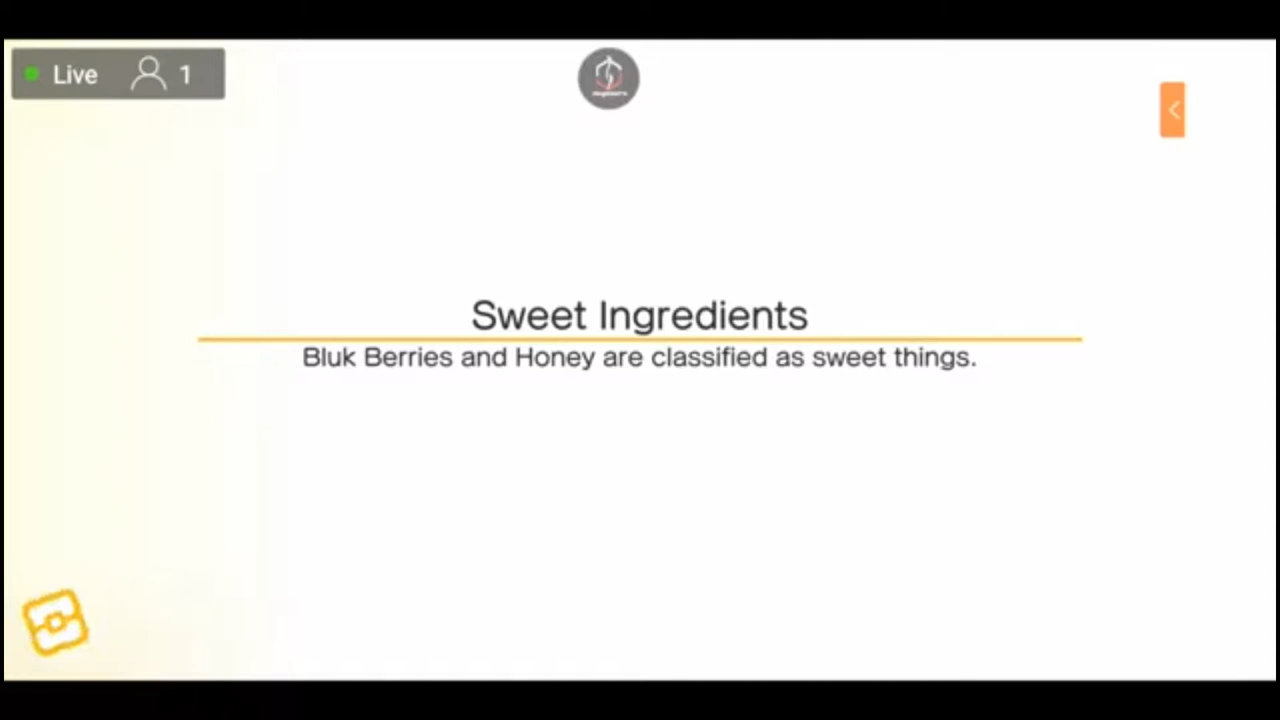 Live 1
Sweet Ingredients
Bluk Berries and Honey are classified as sweet things.